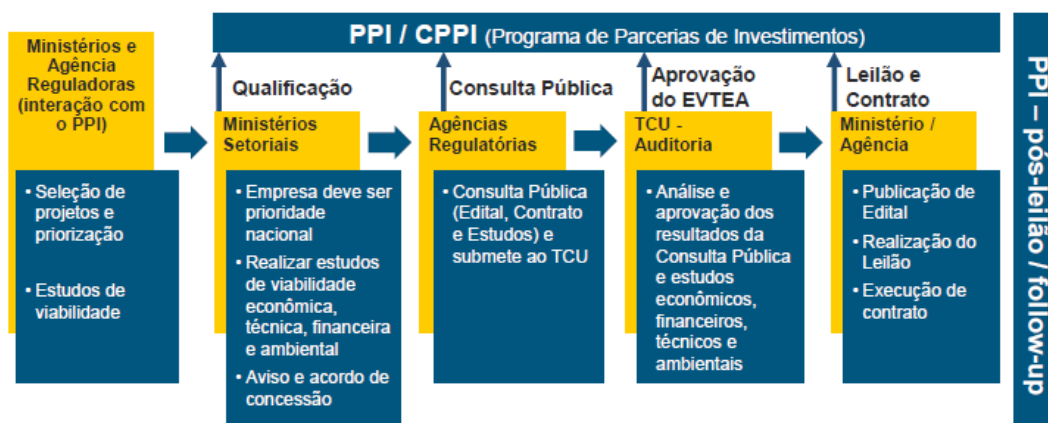 PPI / CPPI (Programa de Parcerias de Investimentos)
Ministérios e
Agência
Reguladoras
(interação com
o PPI)
• Seleção de
projetos e
priorização
• Estudos de
viabilidade
Qualificação
Ministérios
Setoriais
• Empresa deve ser
prioridade
nacional
• Realizar estudos
de viabilidade
econômica,
técnica, financeira
e ambiental
• Aviso e acordo de
concessão
Consulta Pública
Agências
Regulatórias
• Consulta Pública
(Edital, Contrato
e Estudos) e
submete ao TCU
Aprovação
do EVTEA
TCU -
Auditoria
• Análise e
aprovação dos
resultados da
Consulta Pública
e estudos
econômicos,
financeiros,
técnicos e
ambientais
Leilão e
Contrato
Ministério /
Agência
• Publicação de
Edital
• Realização do
Leilão
• Execução de
contrato
PPI – pós-leilão / follow-up